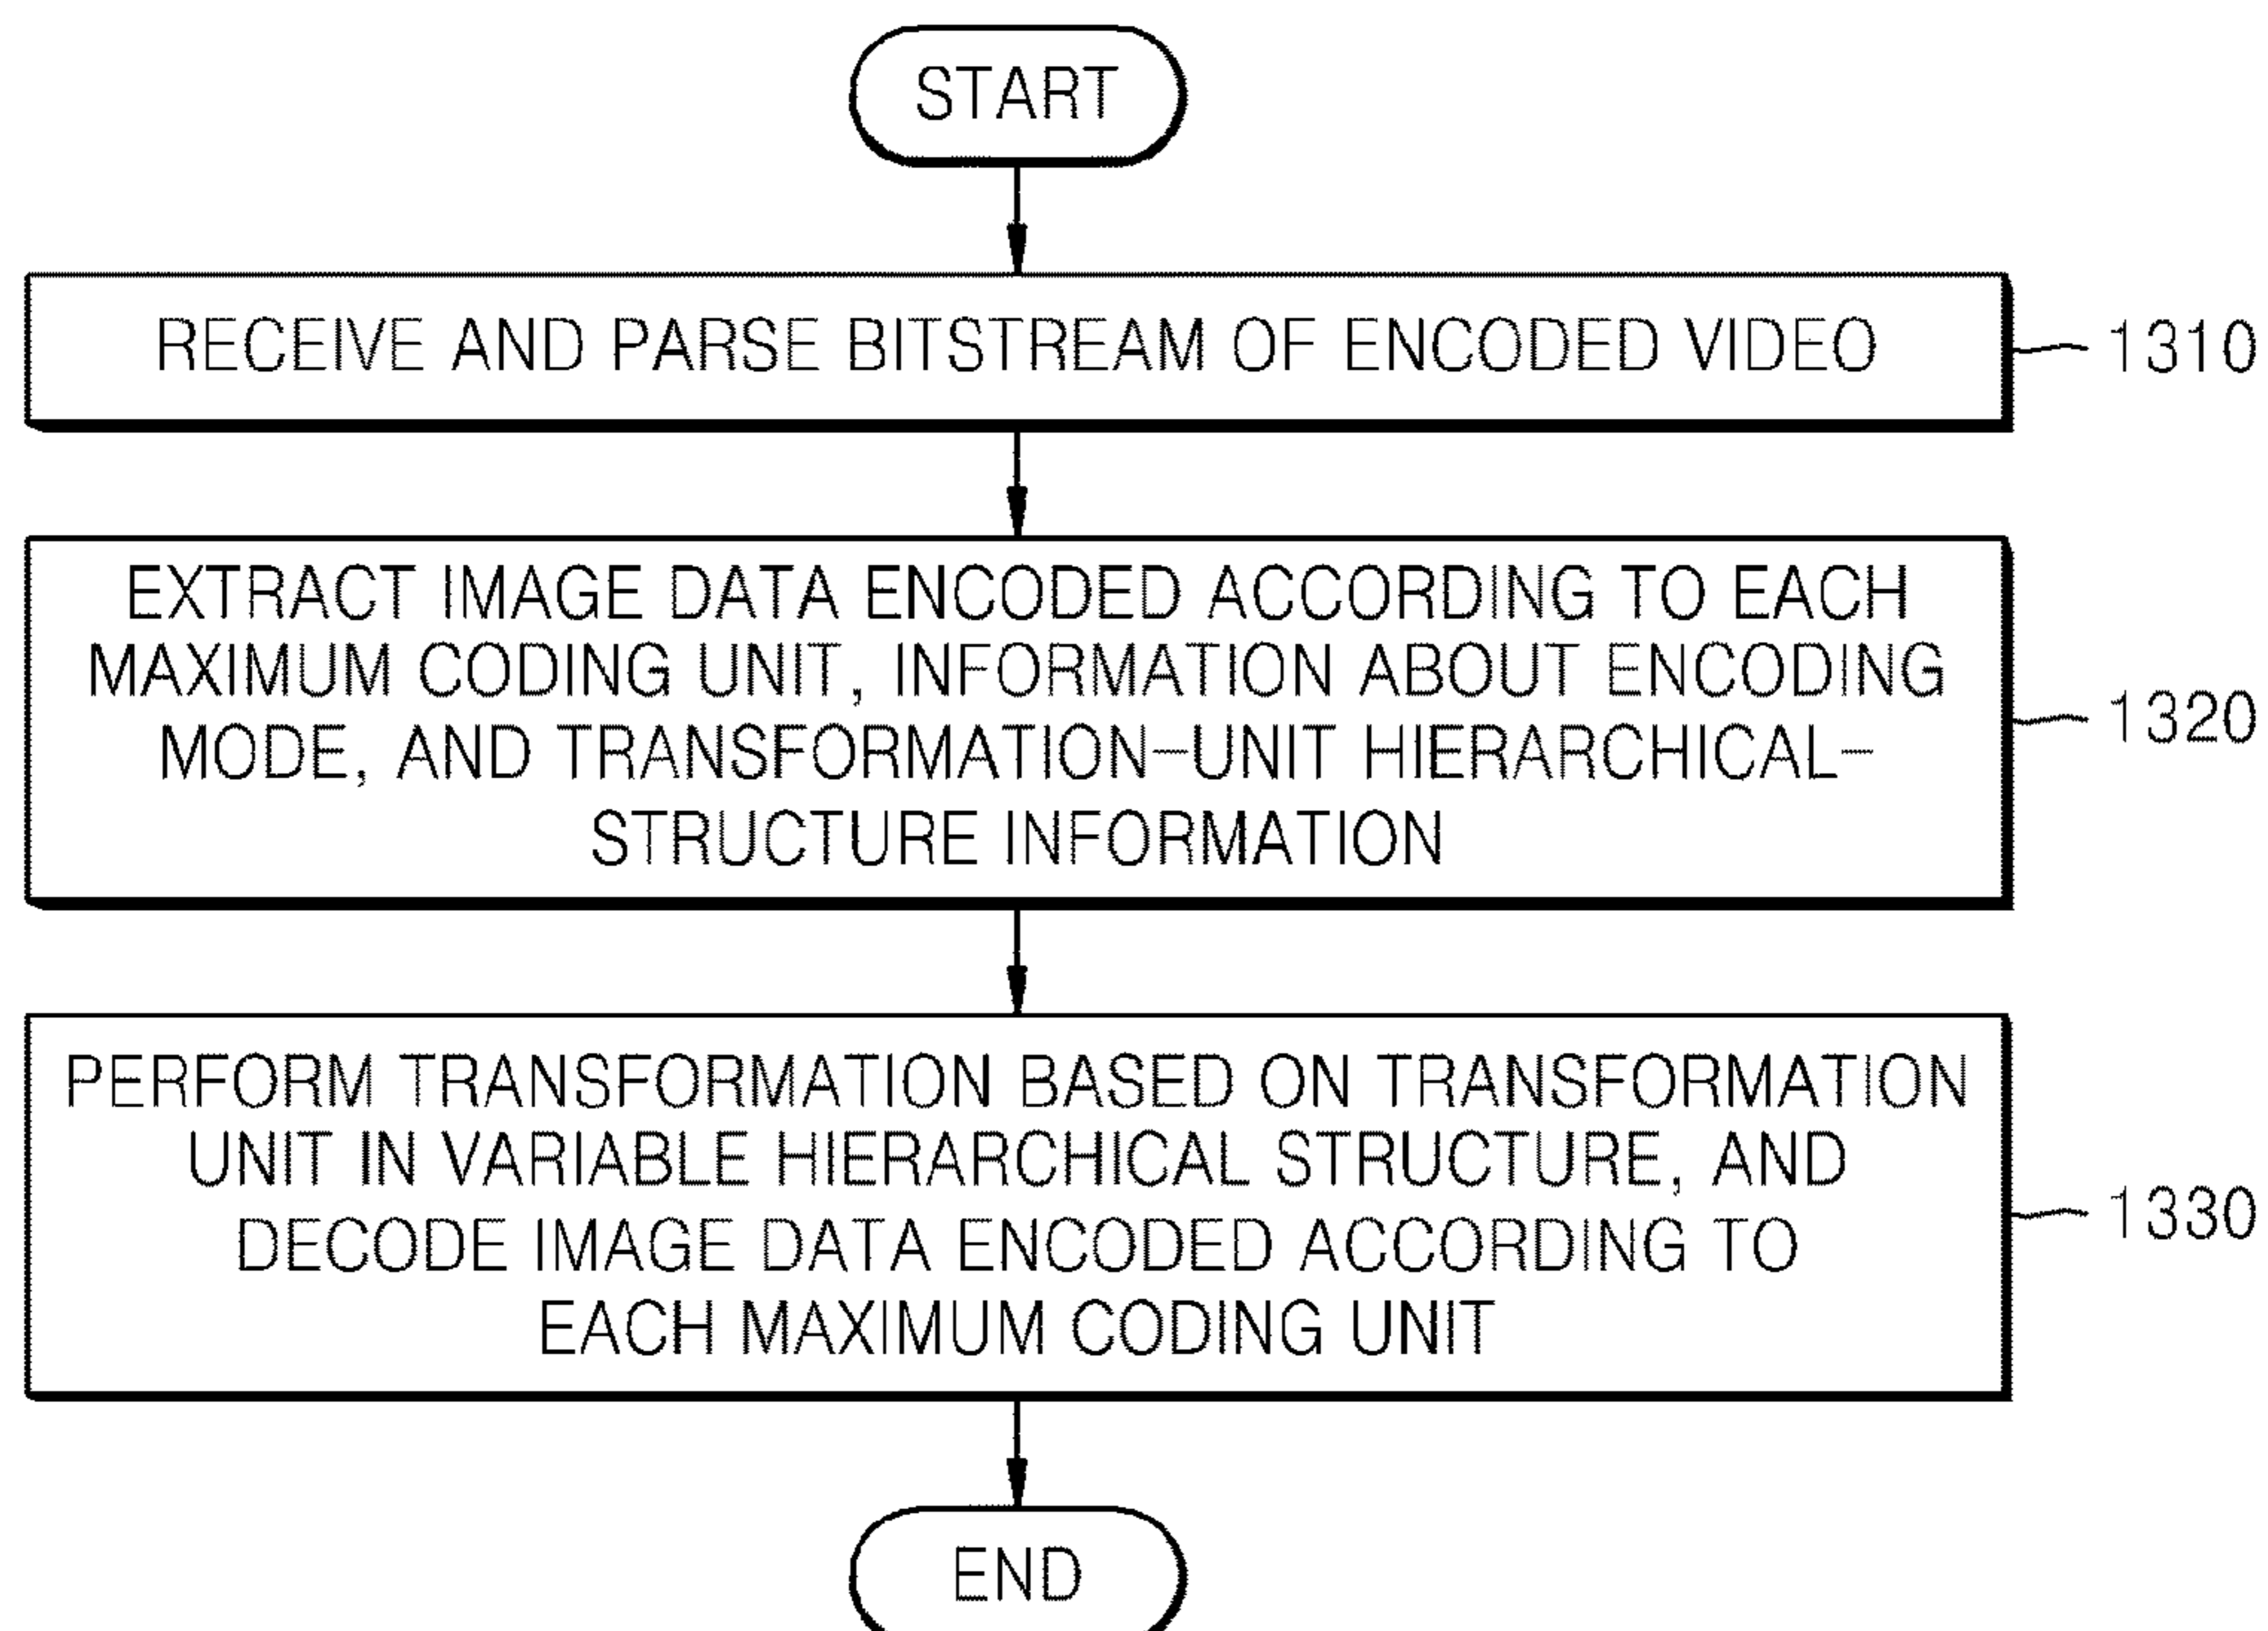 START
RECEIVE AND PARSE BITSTREAM OF ENCODED VIDEO
1310
EXTRACT IMAGE DATA ENCODED ACCORDING TO EACH
MAXIMUM CODING UNIT, INFORMATION ABOUT ENCODING
MODE, AND TRANSFORMATION-UNIT HIERARCHICAL-
STRUCTURE INFORMATION
1320
PERFORM TRANSFORMATION BASED ON TRANSFORMATION
UNIT IN VARIABLE HIERARCHICAL STRUCTURE, AND
DECODE IMAGE DATA ENCODED ACCORDING TO
EACH MAXIMUM CODING UNIT
1330
END